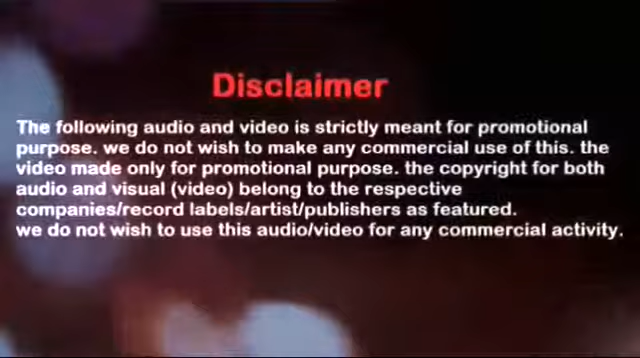 Disclaimer
The following audio and video is strictly meant for promotional
purpose. we do not wish to make any commercial use of this. the
video made only for promotional purpose. the copyright for both
audio and visual (video) belong to the respective
companies/record labels/artist/publishers as featured.
we do not wish to use this audio/video for any commercial activity.